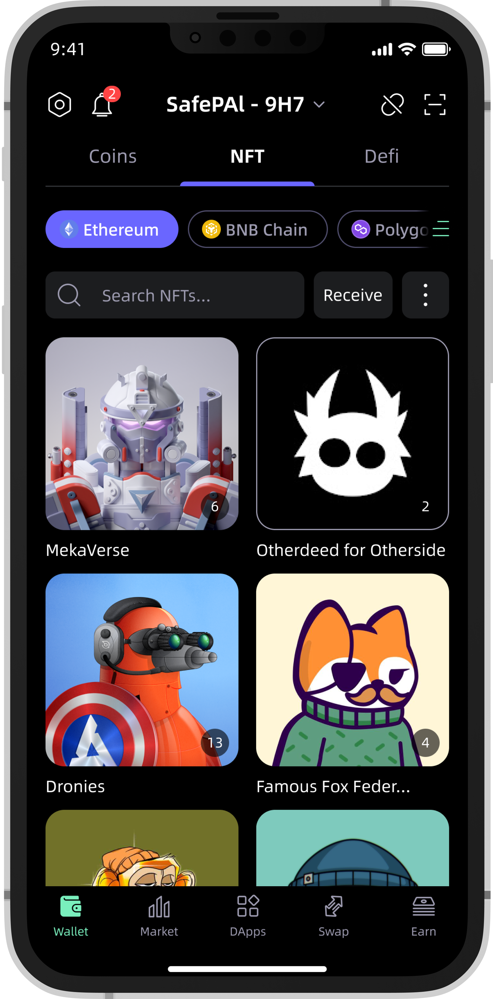 9:41
2
SafePAl - 9H7
Coins NFT Defi
Ethereum BNB Chain Polygo
Search NFTs... Receive
6
2
MekaVerse
Otherdeed for Otherside
13
4
Dronies
Famous Fox Feder...
Wallet Market DApps Swap Earn